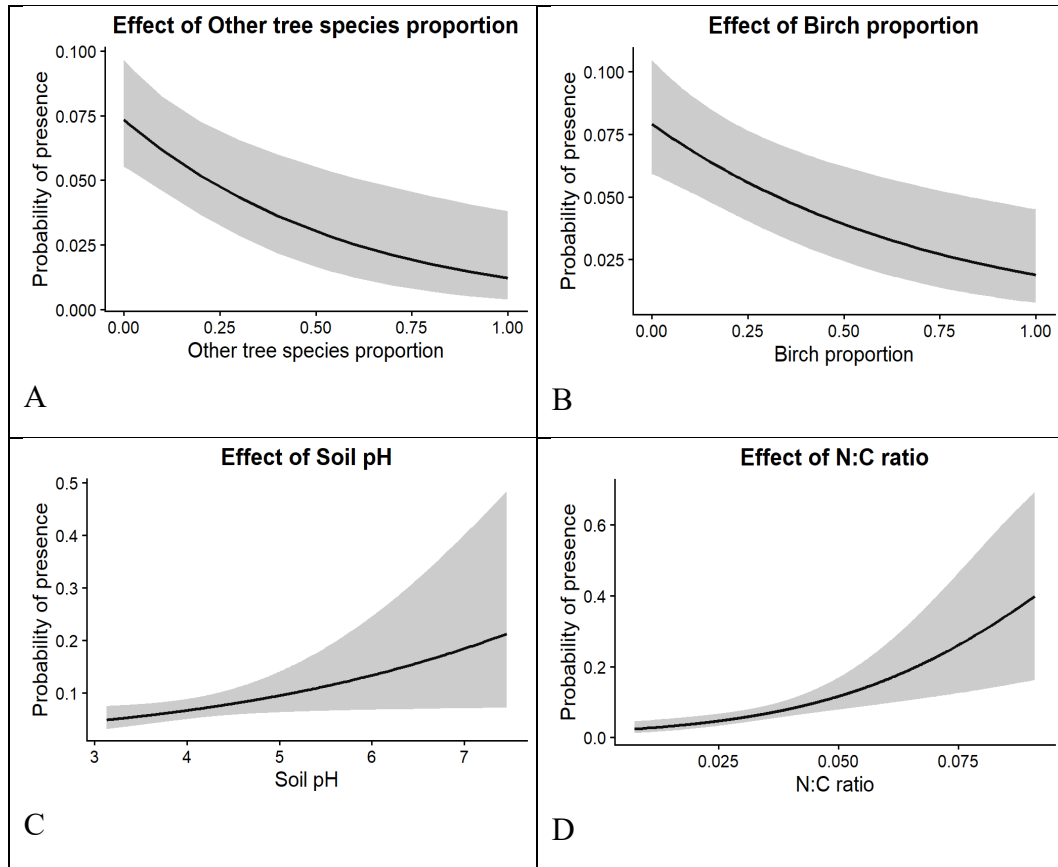 Effect of Other tree species proportion
Probability of presence
0.100
0.075
0.050
0.025
0.000
0.00 0.25 0.50 0.75 1.00
Other tree species proportion
A
Effect of Birch proportion
Probability of presence
0.100
0.075
0.050
0.025
0.00 0.25 0.50 0.75 1.00
Birch proportion
B
Effect of Soil pH
Probability of presence
0.5
0.4
0.3
0.2
0.1
3 4 5 6 7
Soil pH
C
Effect of N:C ratio
Probability of presence
0.6
0.4
0.2
0.0
0.025 0.050 0.075
N:C ratio
D